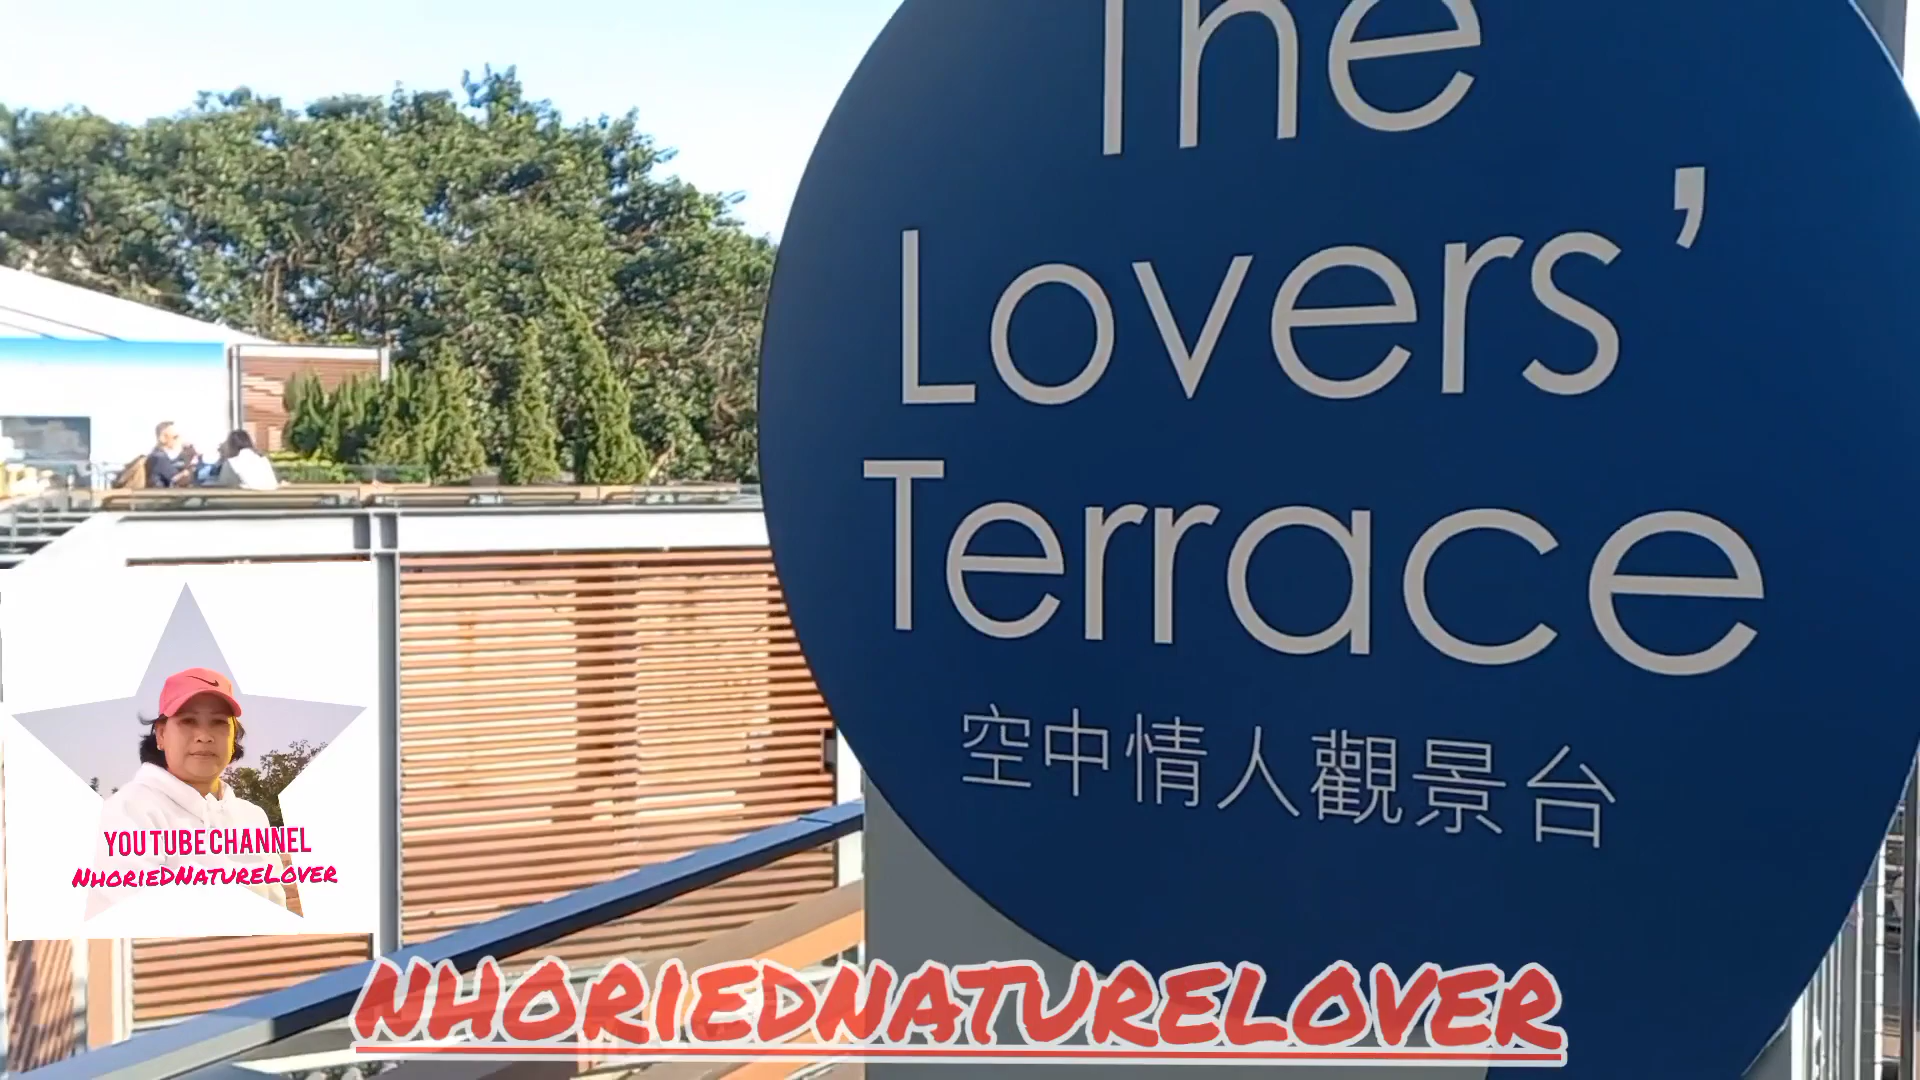 The
Lovers’
Terrace
空中情人觀景台
YOUTUBE CHANNEL
NHORIEDNATURELOVER
NHORIEDNATURELOVER